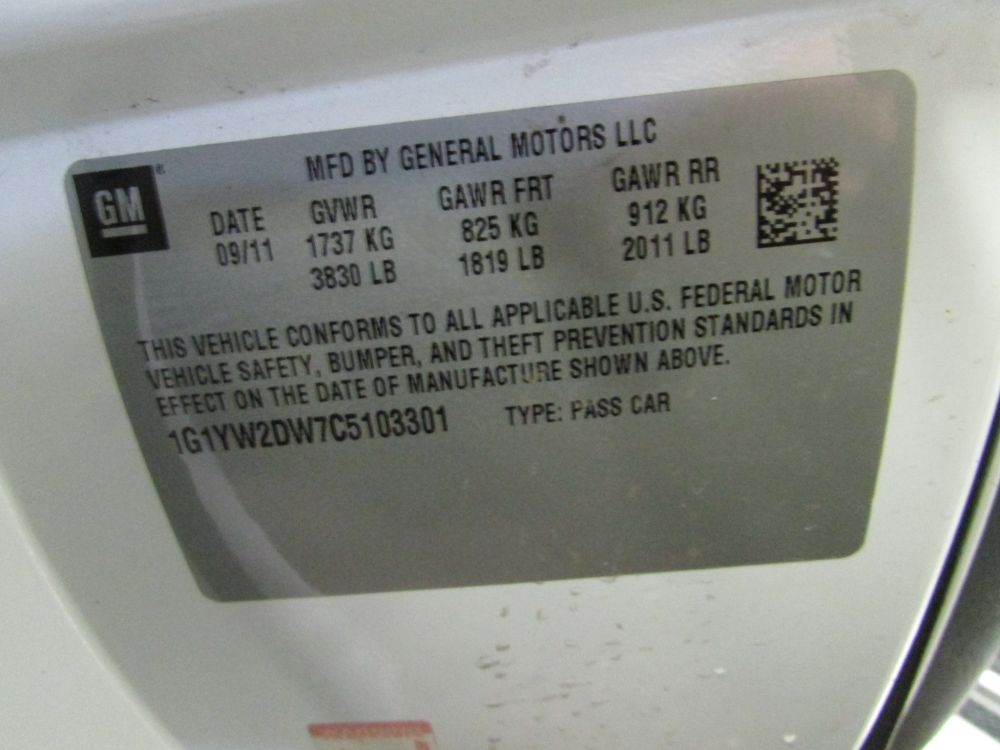 MFD BY GENERAL MOTORS LLC
GM
DATE GVWR GAWR FRT GAWR RR
09/11 1737 KG 825 KG 912 KG
3830 LB 1819 LB 2011 LB
THIS VEHICLE CONFORMS TO ALL APPLICABLE U.S. FEDERAL MOTOR
VEHICLE SAFETY, BUMPER, AND THEFT PREVENTION STANDARDS IN
EFFECT ON THE DATE OF MANUFACTURE SHOWN ABOVE.
1G1YW2DW7C5103301 TYPE: PASS CAR